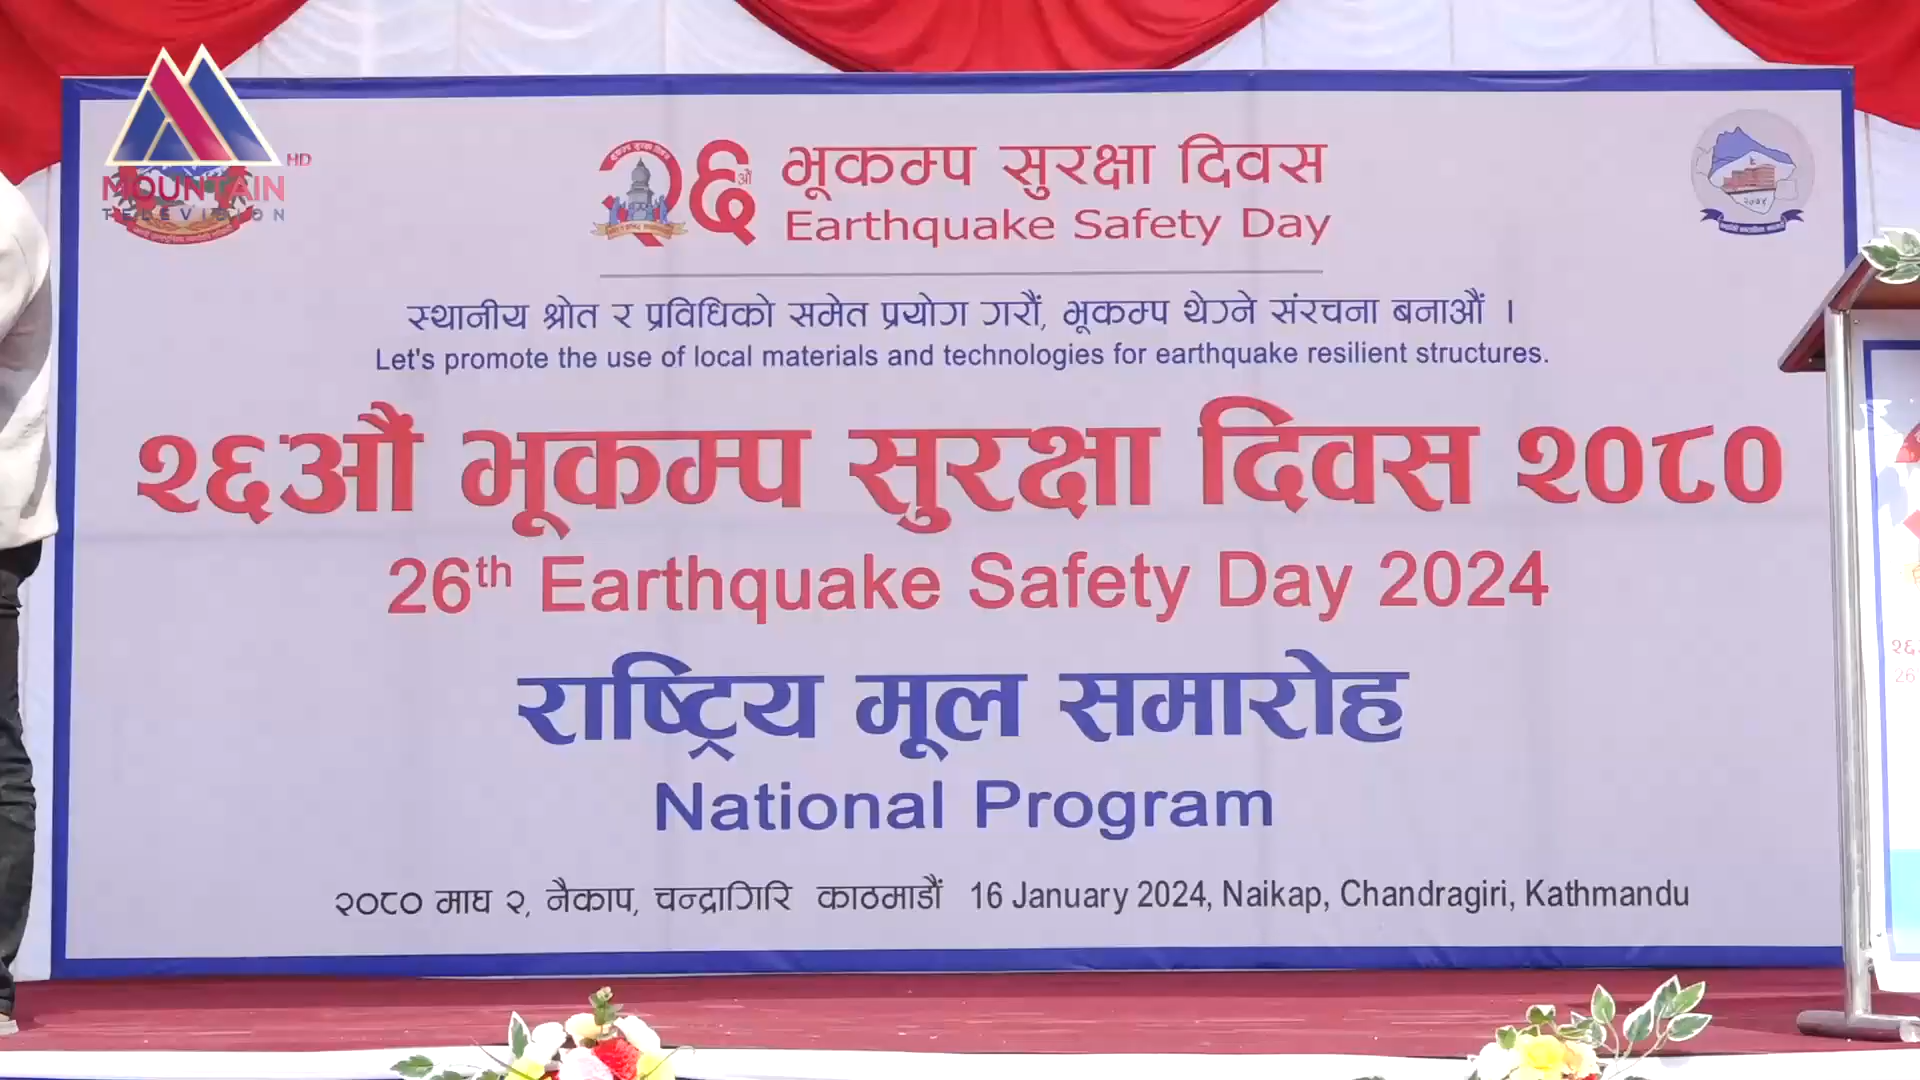 HD
MOUNTAIN
TELEVISION
२६औं
भूकम्प सुरक्षा दिवस
Earthquake Safety Day
स्थानीय श्रोत र प्रविधिको समेत प्रयोग गरौं, भूकम्प थेग्ने संरचना बनाऔं ।
Let's promote the use of local materials and technologies for earthquake resilient structures.
२६औं भूकम्प सुरक्षा दिवस २०८०
26th Earthquake Safety Day 2024
राष्ट्रिय मूल समारोह
National Program
२०८० माघ २, नैकाप, चन्द्रागिरि काठमाडौं 16 January 2024, Naikap, Chandragiri, Kathmandu
२६
26